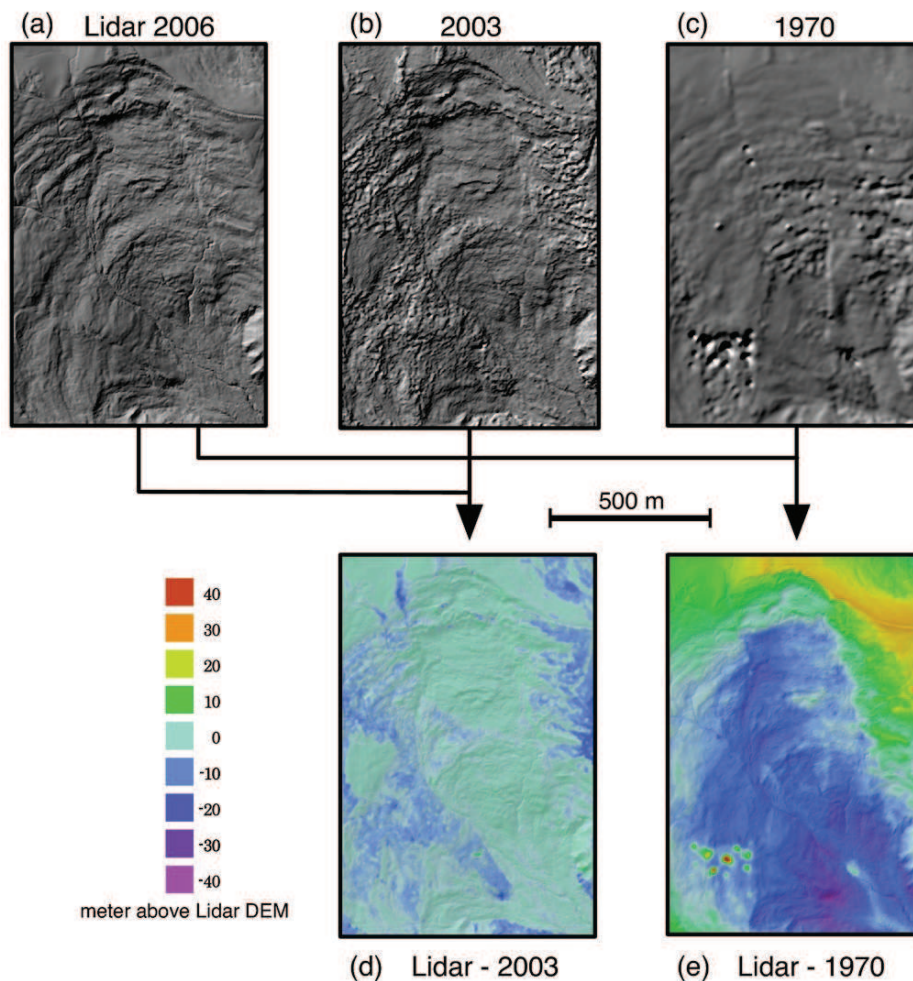 (a) Lidar 2006
(b) 2003
(c) 1970
500 m
40
30
20
10
0
-10
-20
-30
-40
meter above Lidar DEM
(d) Lidar - 2003
(e) Lidar - 1970